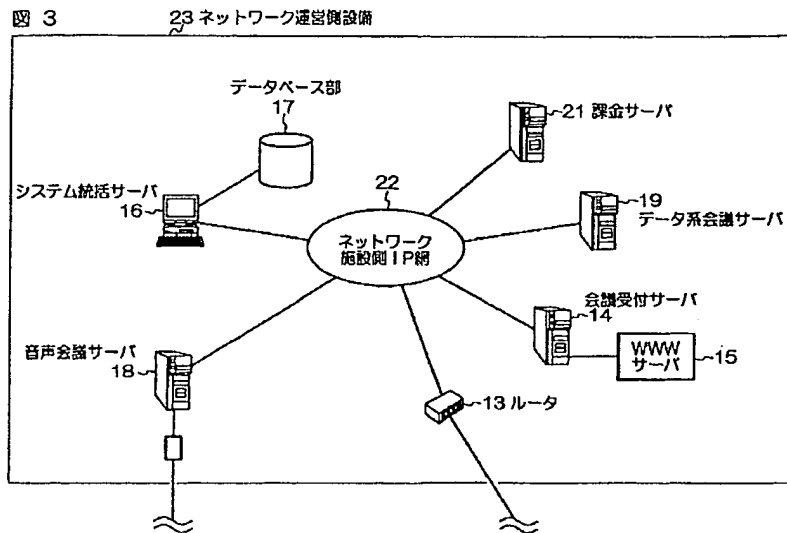 図 3
23 ネットワーク運営側設備
データベース部
17
21 課金サーバ
システム統括サーバ
16
22
ネットワーク
施設側IP網
19
データ系会議サーバ
会議受付サーバ
14
WWW
サーバ
15
音声会議サーバ
18
13 ルータ